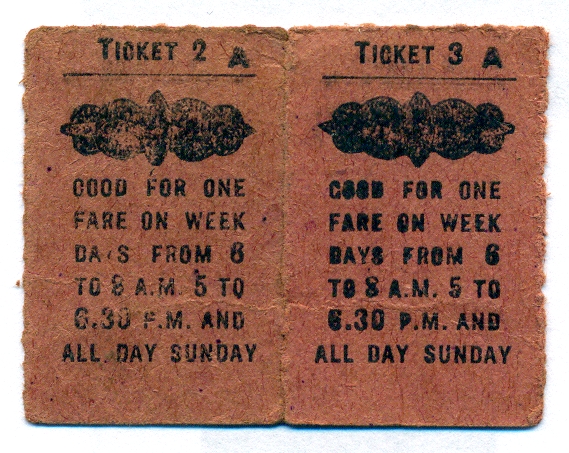 TICKET 2 A
GOOD FOR ONE
FARE ON WEEK
DAYS FROM 6
TO 8 A.M. 5 TO
6.30 P.M. AND
ALL DAY SUNDAY
TICKET 3 A
GOOD FOR ONE
FARE ON WEEK
DAYS FROM 6
TO 8 A.M. 5 TO
6.30 P.M. AND
ALL DAY SUNDAY